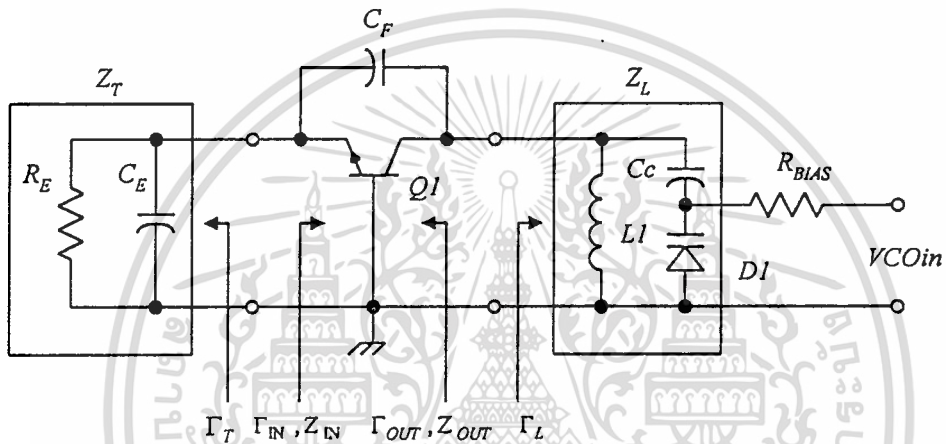 C_F
Z_T
Z_L
R_E
C_E
Q1
Cc
R_BIAS
L1
D1
VCOin
Γ_T
Γ_IN , Z_IN
Γ_OUT , Z_OUT
Γ_L